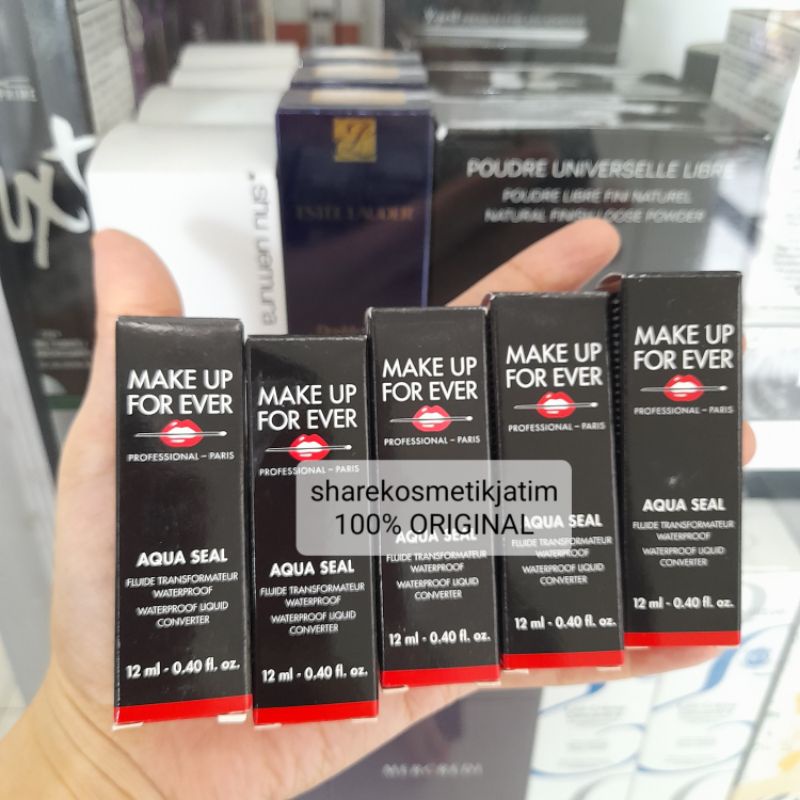 shu uemura
ESTĒE LAUDER
POUDRE UNIVERSELLE LIBRE
POUDRE LIBRE FINI NATUREL
NATURAL FINISH LOOSE POWDER
MAKE UP
FOR EVER
PROFESSIONAL – PARIS
AQUA SEAL
FLUIDE TRANSFORMATEUR
WATERPROOF
WATERPROOF LIQUID
CONVERTER
12 ml - 0.40 fl. oz.
MAKE UP
FOR EVER
PROFESSIONAL – PARIS
AQUA SEAL
FLUIDE TRANSFORMATEUR
WATERPROOF
WATERPROOF LIQUID
CONVERTER
12 ml - 0.40 fl. oz.
MAKE UP
FOR EVER
PROFESSIONAL – PARIS
AQUA SEAL
FLUIDE TRANSFORMATEUR
WATERPROOF
WATERPROOF LIQUID
CONVERTER
12 ml - 0.40 fl. oz.
MAKE UP
FOR EVER
PROFESSIONAL – PARIS
AQUA SEAL
FLUIDE TRANSFORMATEUR
WATERPROOF
WATERPROOF LIQUID
CONVERTER
12 ml - 0.40 fl. oz.
MAKE UP
FOR EVER
PROFESSIONAL – PARIS
AQUA SEAL
FLUIDE TRANSFORMATEUR
WATERPROOF
WATERPROOF LIQUID
CONVERTER
12 ml - 0.40 fl. oz.
sharekosmetikjatim
100% ORIGINAL